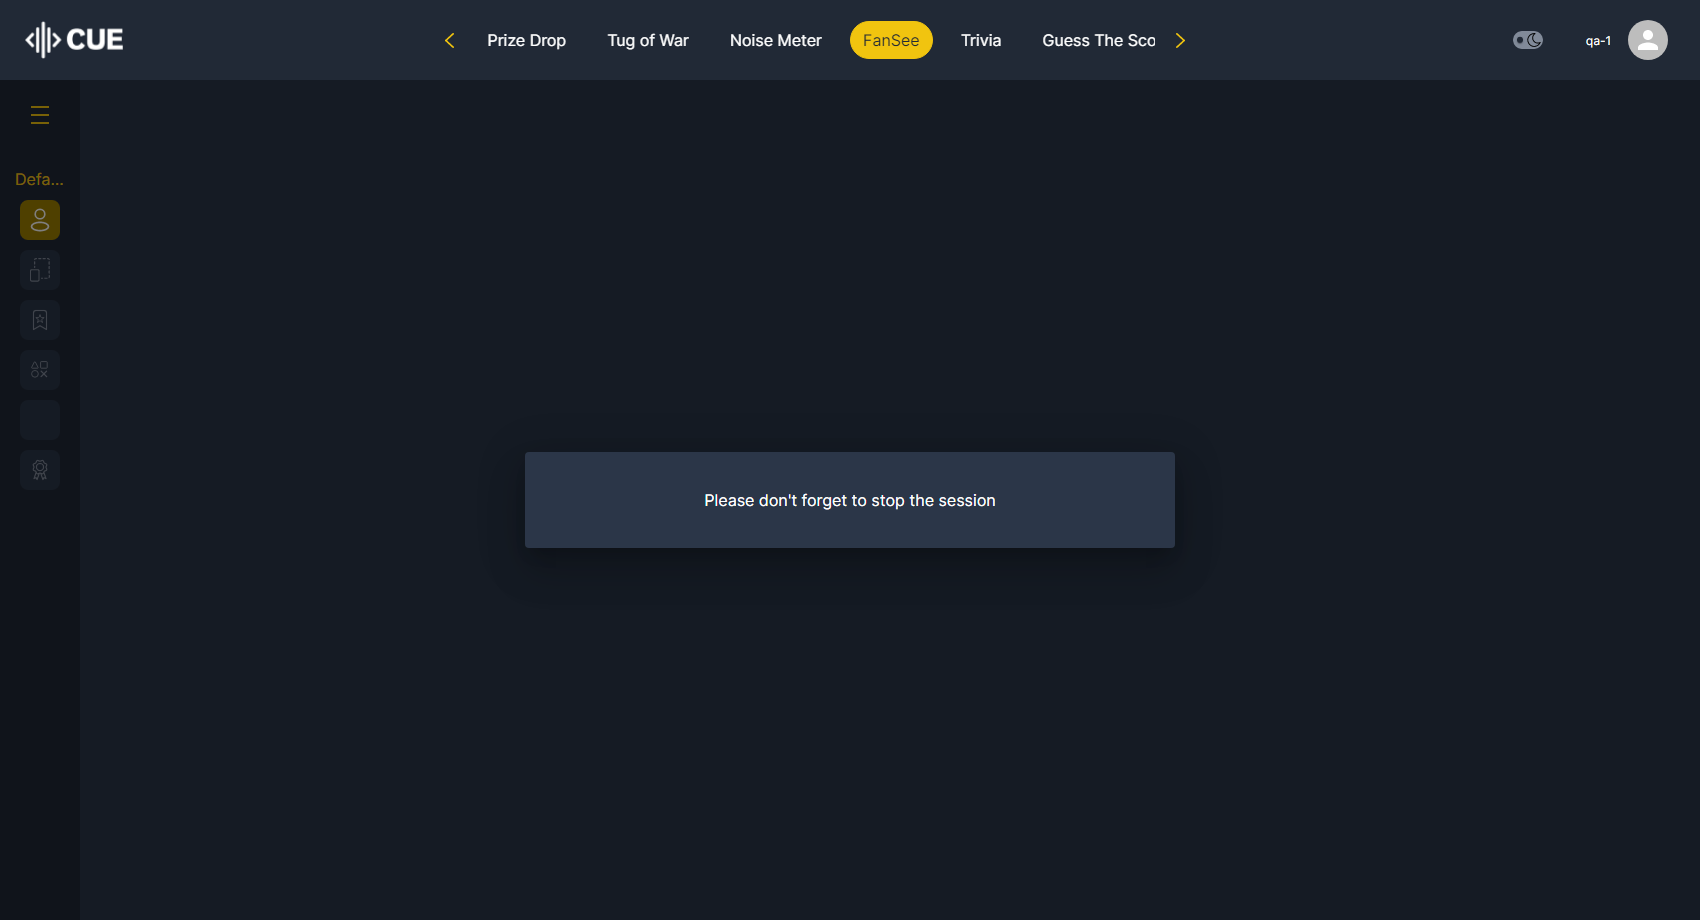 CUE
Prize Drop
Tug of War
Noise Meter
FanSee
Trivia
Guess The Sco
qa-1
Defa...
Please don't forget to stop the session